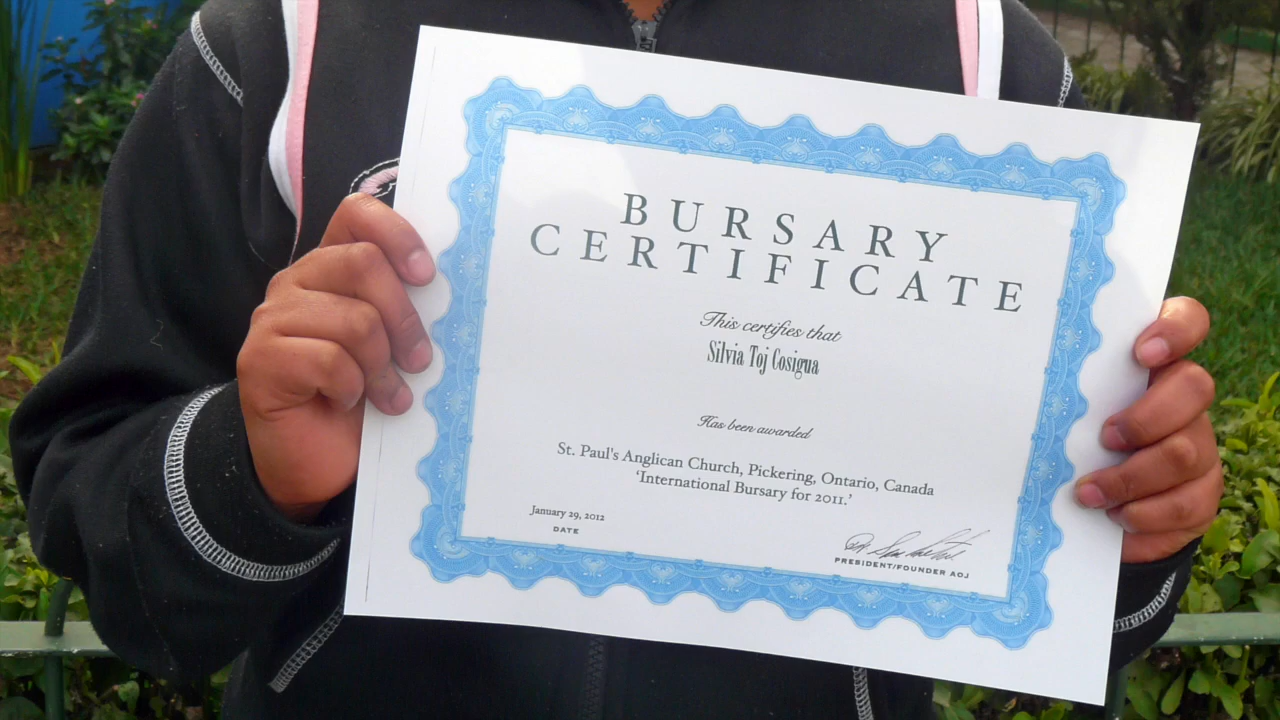 BURSARY
CERTIFICATE
This certifies that
Silvia Toj Cosigua
Has been awarded
St. Paul's Anglican Church, Pickering, Ontario, Canada
‘International Bursary for 2011.’
January 29, 2012
DATE
PRESIDENT/FOUNDER AOJ